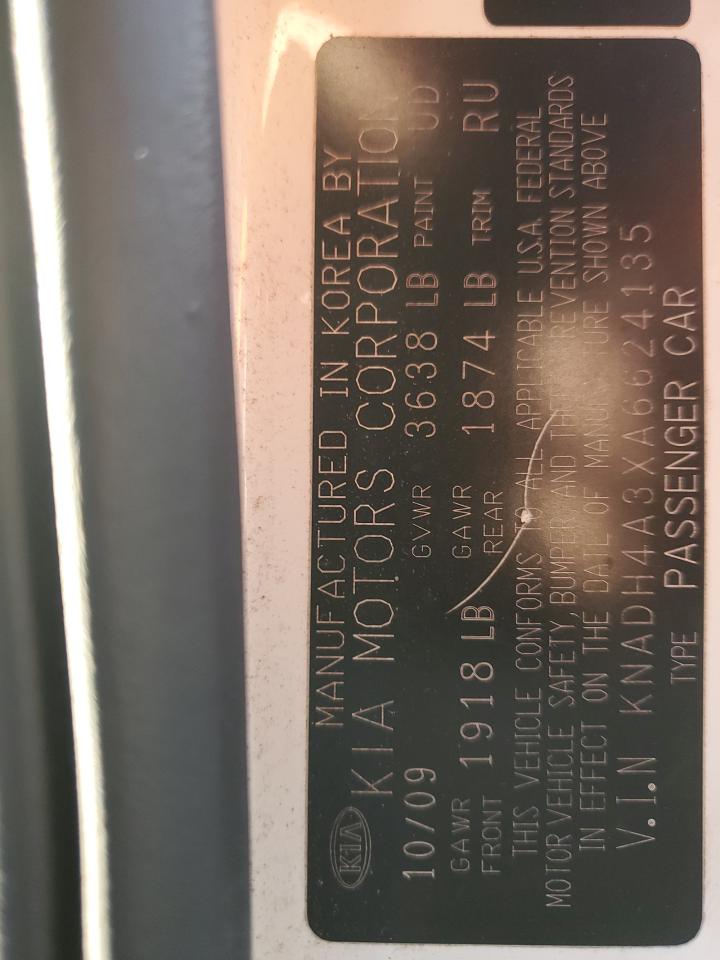 KIA
MANUFACTURED IN KOREA BY
KIA MOTORS CORPORATION
10/09 GVWR 3638 LB PAINT UD
GAWR FRONT 1918 LB GAWR REAR 1874 LB TRIM RU
THIS VEHICLE CONFORMS TO ALL APPLICABLE U.S.A. FEDERAL
MOTOR VEHICLE SAFETY, BUMPER AND THEFT PREVENTION STANDARDS
IN EFFECT ON THE DATE OF MANUFACTURE SHOWN ABOVE
V.I.N KNADH4A3XA6624135
TYPE PASSENGER CAR